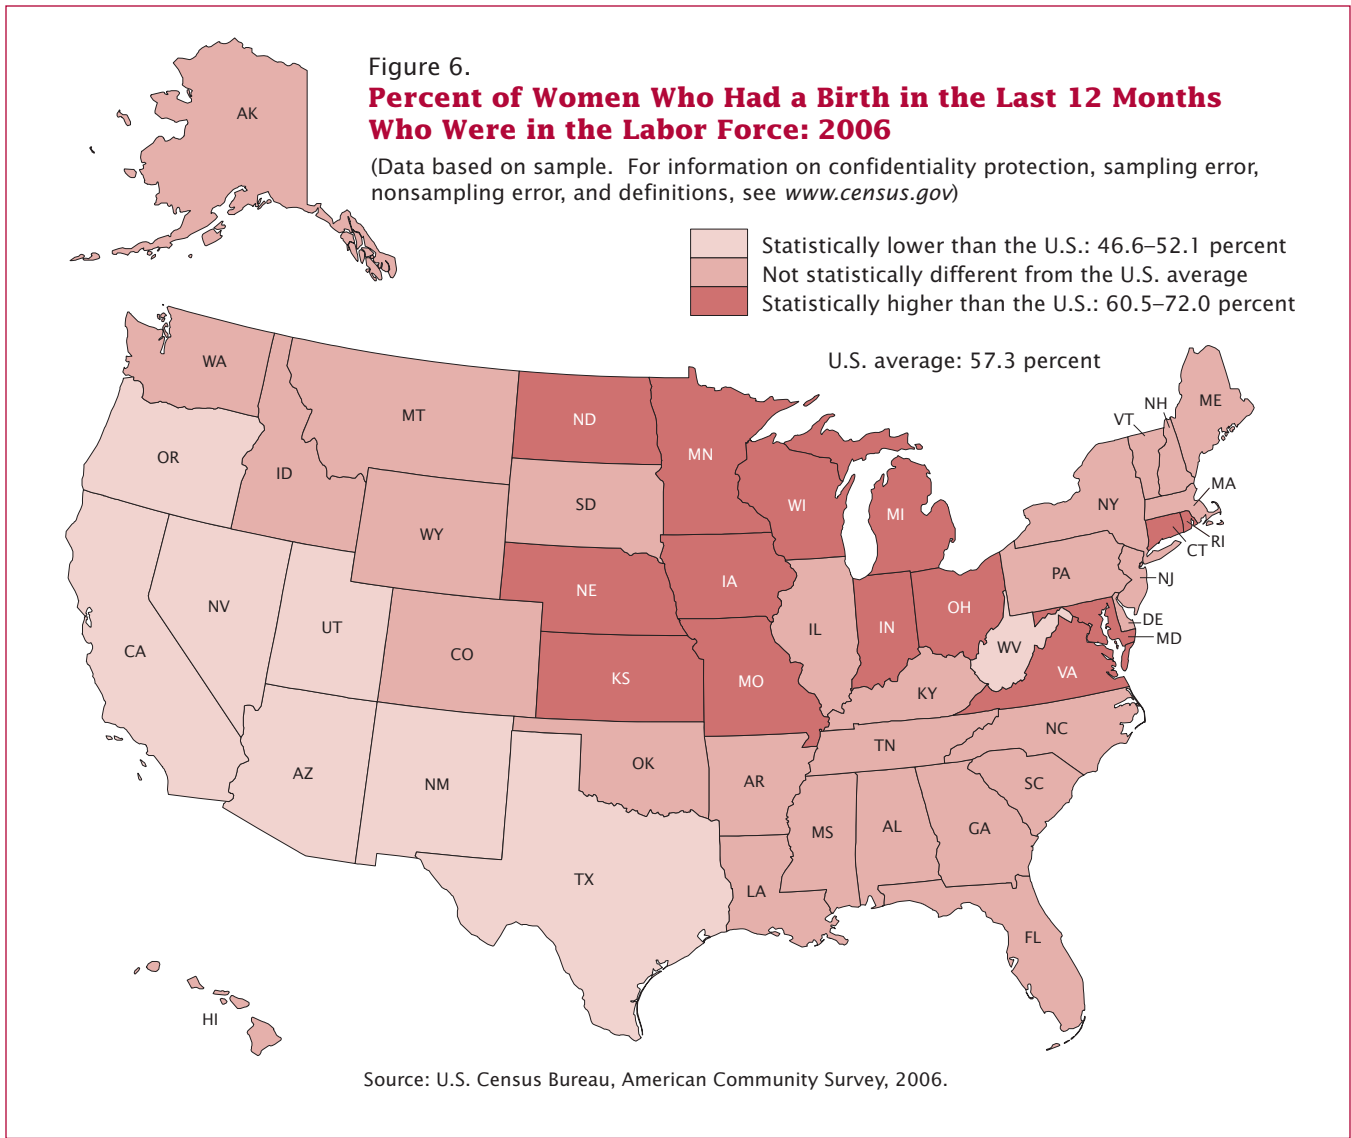 Figure 6.
Percent of Women Who Had a Birth in the Last 12 Months
Who Were in the Labor Force: 2006
(Data based on sample. For information on confidentiality protection, sampling error,
nonsampling error, and definitions, see www.census.gov)
Statistically lower than the U.S.: 46.6–52.1 percent
Not statistically different from the U.S. average
Statistically higher than the U.S.: 60.5–72.0 percent
U.S. average: 57.3 percent
AK
WA
MT
ND
MN
OR
ID
SD
WI
MI
WY
NY
VT
NH
ME
MA
RI
CT
NJ
DE
MD
PA
NE
IA
NV
UT
CO
CA
KS
MO
IL
IN
OH
WV
VA
KY
NC
TN
AZ
NM
OK
AR
SC
MS
AL
GA
TX
LA
FL
HI
Source: U.S. Census Bureau, American Community Survey, 2006.